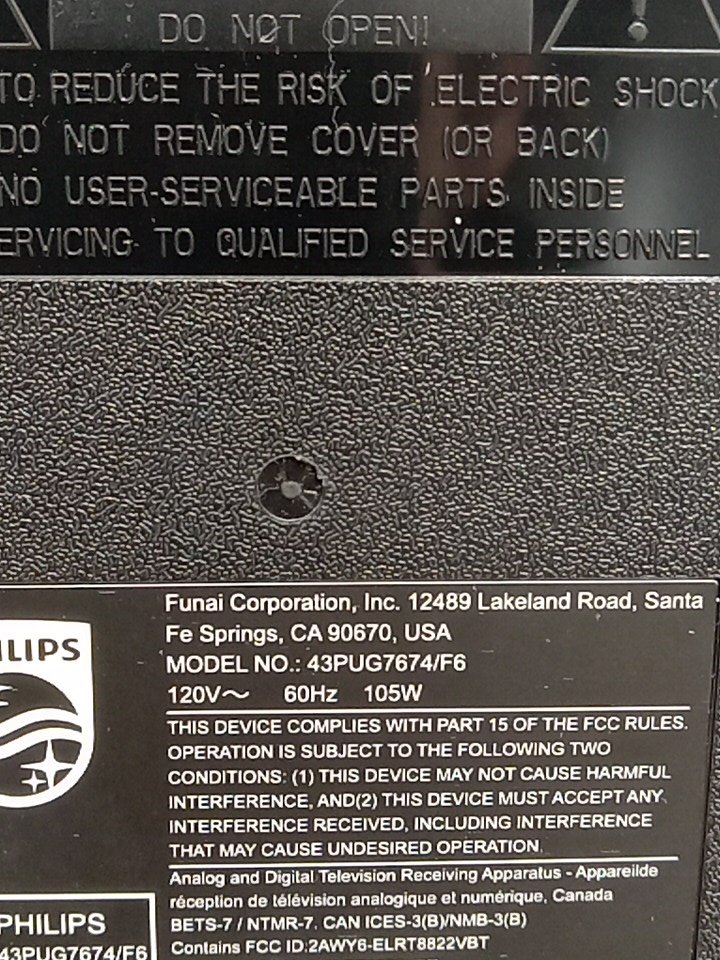 DO NOT OPEN!
TO REDUCE THE RISK OF ELECTRIC SHOCK
DO NOT REMOVE COVER (OR BACK)
NO USER-SERVICEABLE PARTS INSIDE
ERVICING TO QUALIFIED SERVICE PERSONNEL
Funai Corporation, Inc. 12489 Lakeland Road, Santa
Fe Springs, CA 90670, USA
ILIPS
MODEL NO.: 43PUG7674/F6
120V~ 60Hz 105W
THIS DEVICE COMPLIES WITH PART 15 OF THE FCC RULES.
OPERATION IS SUBJECT TO THE FOLLOWING TWO
CONDITIONS: (1) THIS DEVICE MAY NOT CAUSE HARMFUL
INTERFERENCE, AND(2) THIS DEVICE MUST ACCEPT ANY
INTERFERENCE RECEIVED, INCLUDING INTERFERENCE
THAT MAY CAUSE UNDESIRED OPERATION.
Analog and Digital Television Receiving Apparatus - Appareilde
réception de télévision analogique et numérique, Canada
BETS-7 / NTMR-7, CAN ICES-3(B)/NMB-3(B)
Contains FCC ID:2AWY6-ELRT8822VBT
PHILIPS
43PUG7674/F6